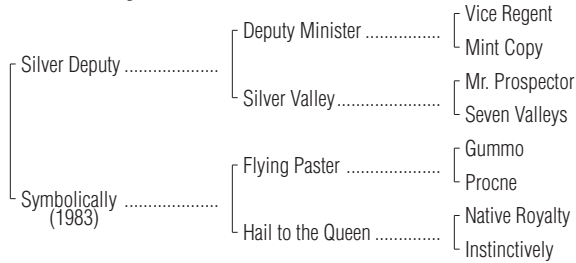 Vice Regent
Deputy Minister ................
Mint Copy
Silver Deputy ....................
Mr. Prospector
Silver Valley......................
Seven Valleys
Gummo
Flying Paster ....................
Procne
Symbolically ....................
(1983)
Native Royalty
Hail to the Queen ..............
Instinctively